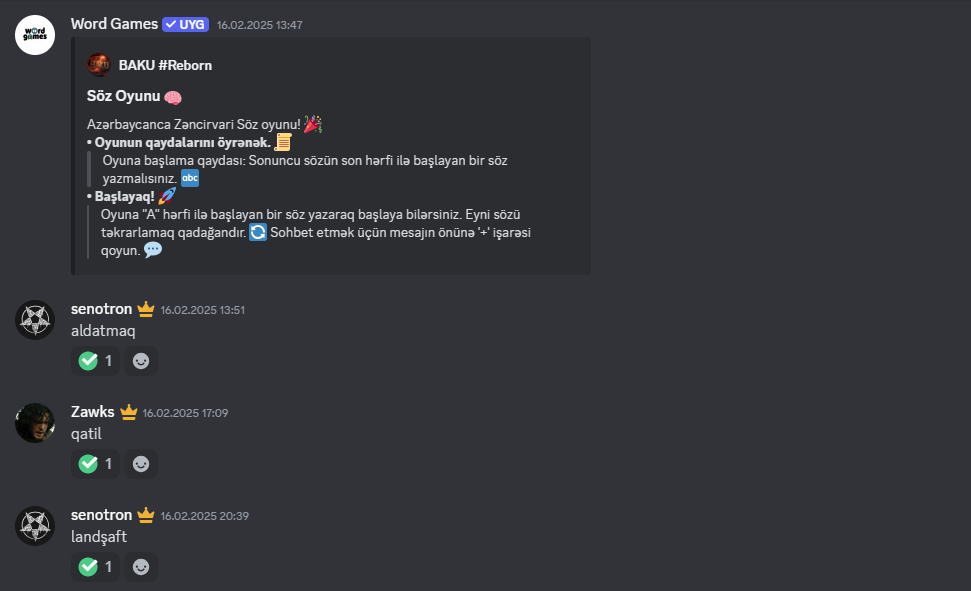 word
games
Word Games ✓ UYG 16.02.2025 13:47
BAKU #Reborn
Söz Oyunu 🧠
Azərbaycanca Zəncirvari Söz oyunu! 🎉
• Oyunun qaydalarını öyrənək. 📜
Oyuna başlama qaydası: Sonuncu sözün son hərfi ilə başlayan bir söz
yazmalısınız. 🔤
• Başlayaq! 🚀
Oyuna "A" hərfi ilə başlayan bir söz yazaraq başlaya bilərsiniz. Eyni sözü
təkrarlamaq qadağandır. 🔄 Sohbet etmək üçün mesajın önünə '+' işarəsi
qoyun. 💬
senotron 16.02.2025 13:51
aldatmaq
1
Zawks 16.02.2025 17:09
qatil
1
senotron 16.02.2025 20:39
landşaft
1